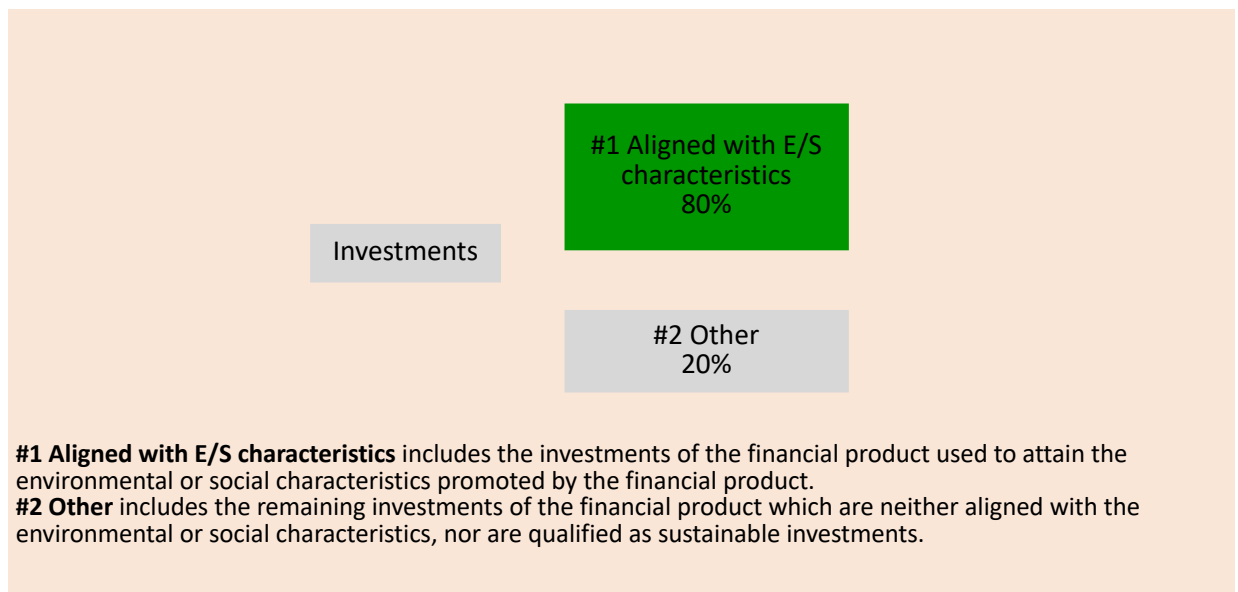 #1 Aligned with E/S
characteristics
80%
Investments
#2 Other
20%
#1 Aligned with E/S characteristics includes the investments of the financial product used to attain the
environmental or social characteristics promoted by the financial product.
#2 Other includes the remaining investments of the financial product which are neither aligned with the
environmental or social characteristics, nor are qualified as sustainable investments.